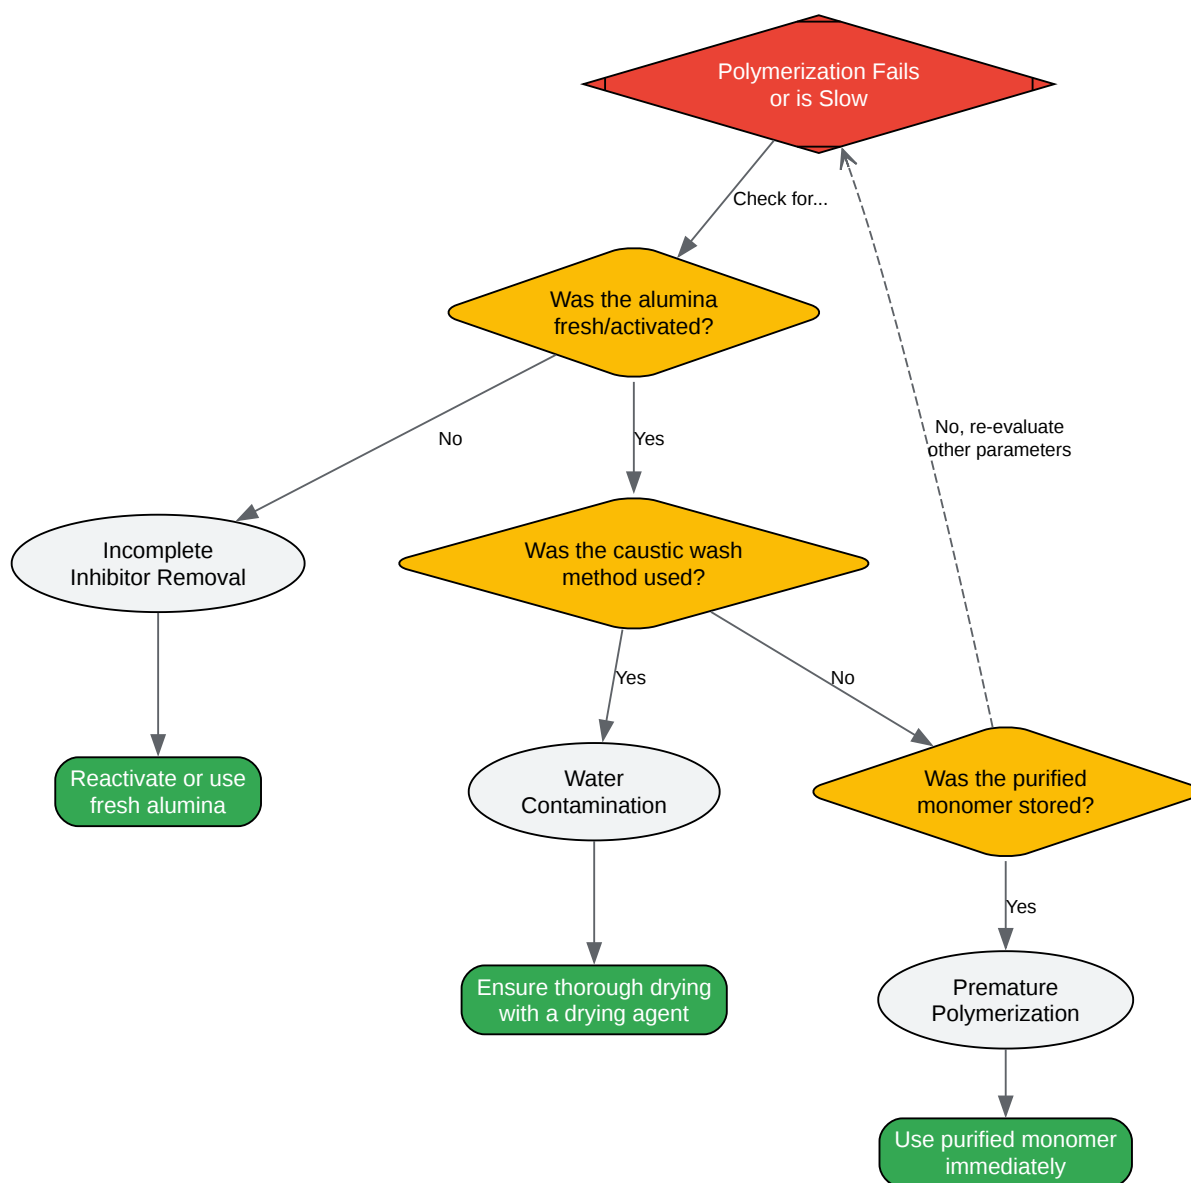 Polymerization Fails
or is Slow
Check for...
Was the alumina
fresh/activated?
No
Yes
No, re-evaluate
other parameters
Incomplete
Inhibitor Removal
Was the caustic wash
method used?
Yes
No
Reactivate or use
fresh alumina
Water
Contamination
Was the purified
monomer stored?
Yes
Ensure thorough drying
with a drying agent
Premature
Polymerization
Use purified monomer
immediately